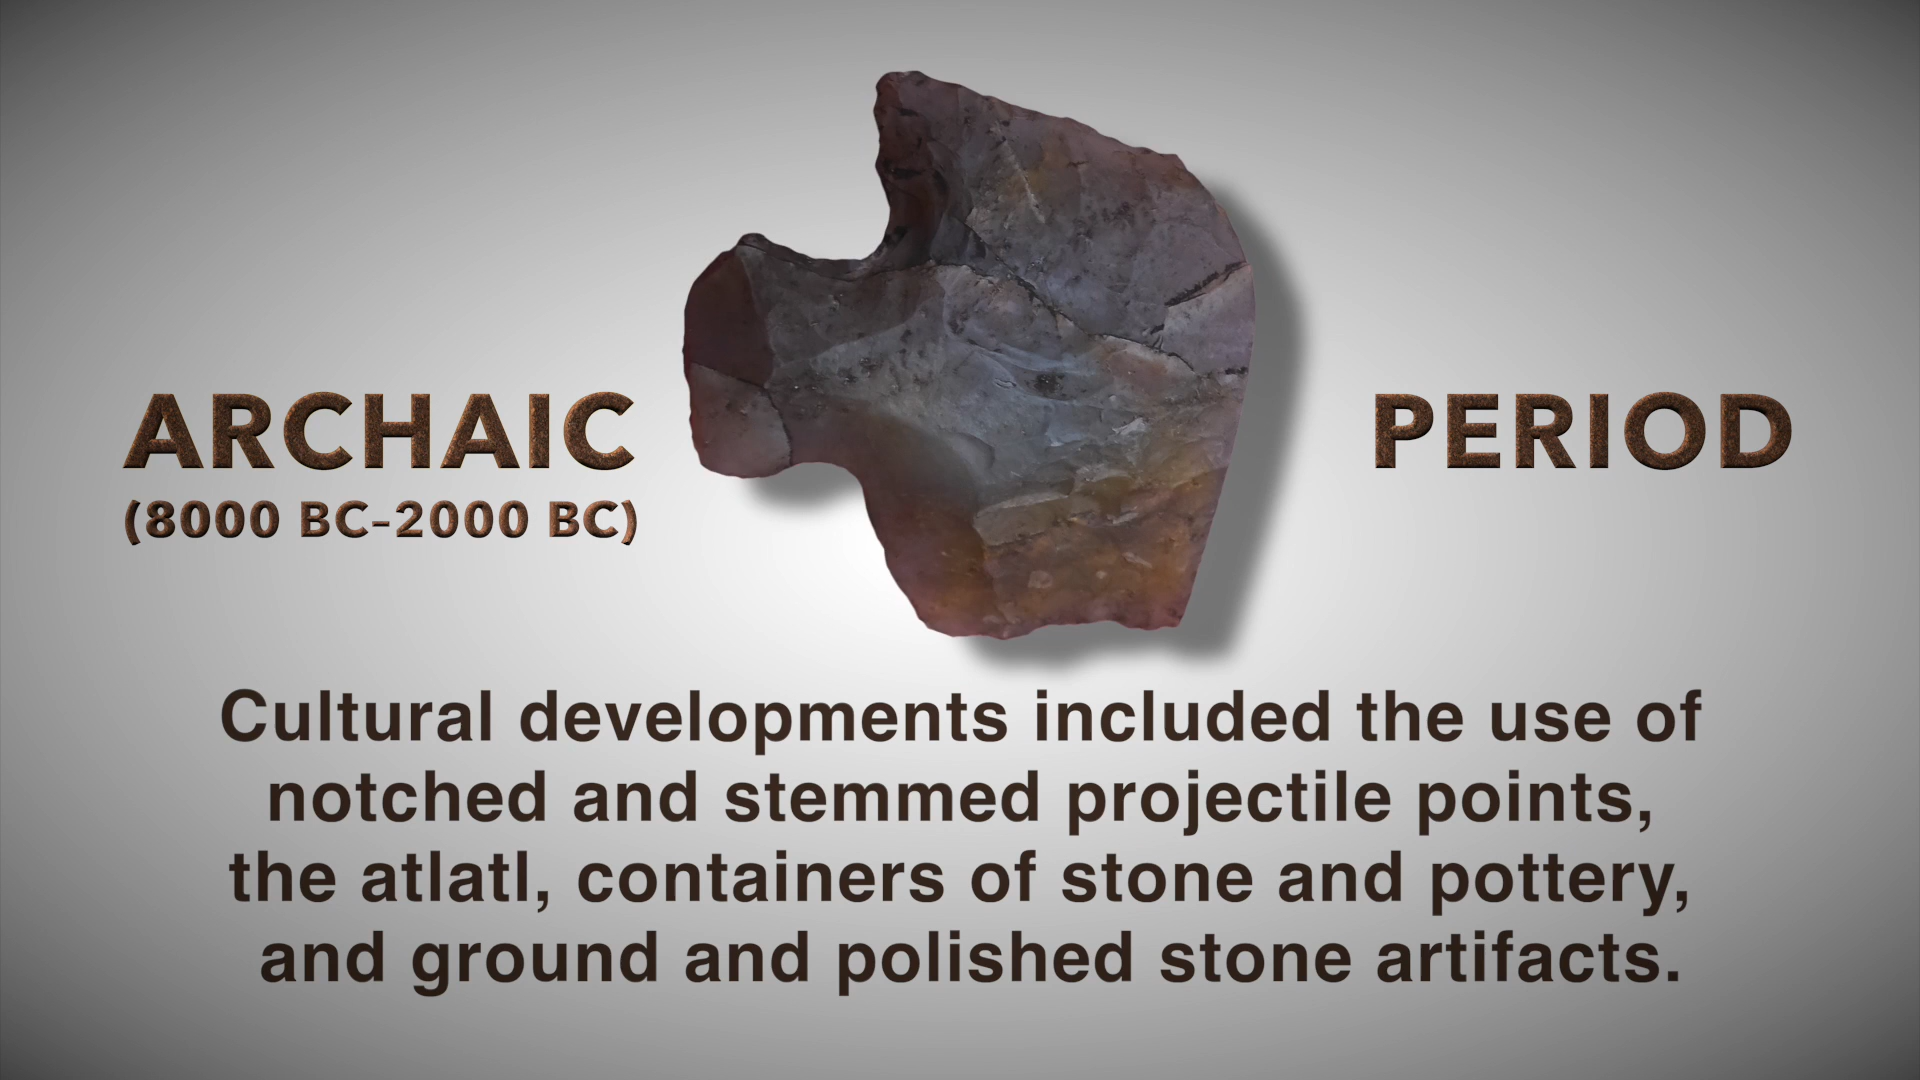 ARCHAIC PERIOD
(8000 BC-2000 BC)
Cultural developments included the use of
notched and stemmed projectile points,
the atlatl, containers of stone and pottery,
and ground and polished stone artifacts.